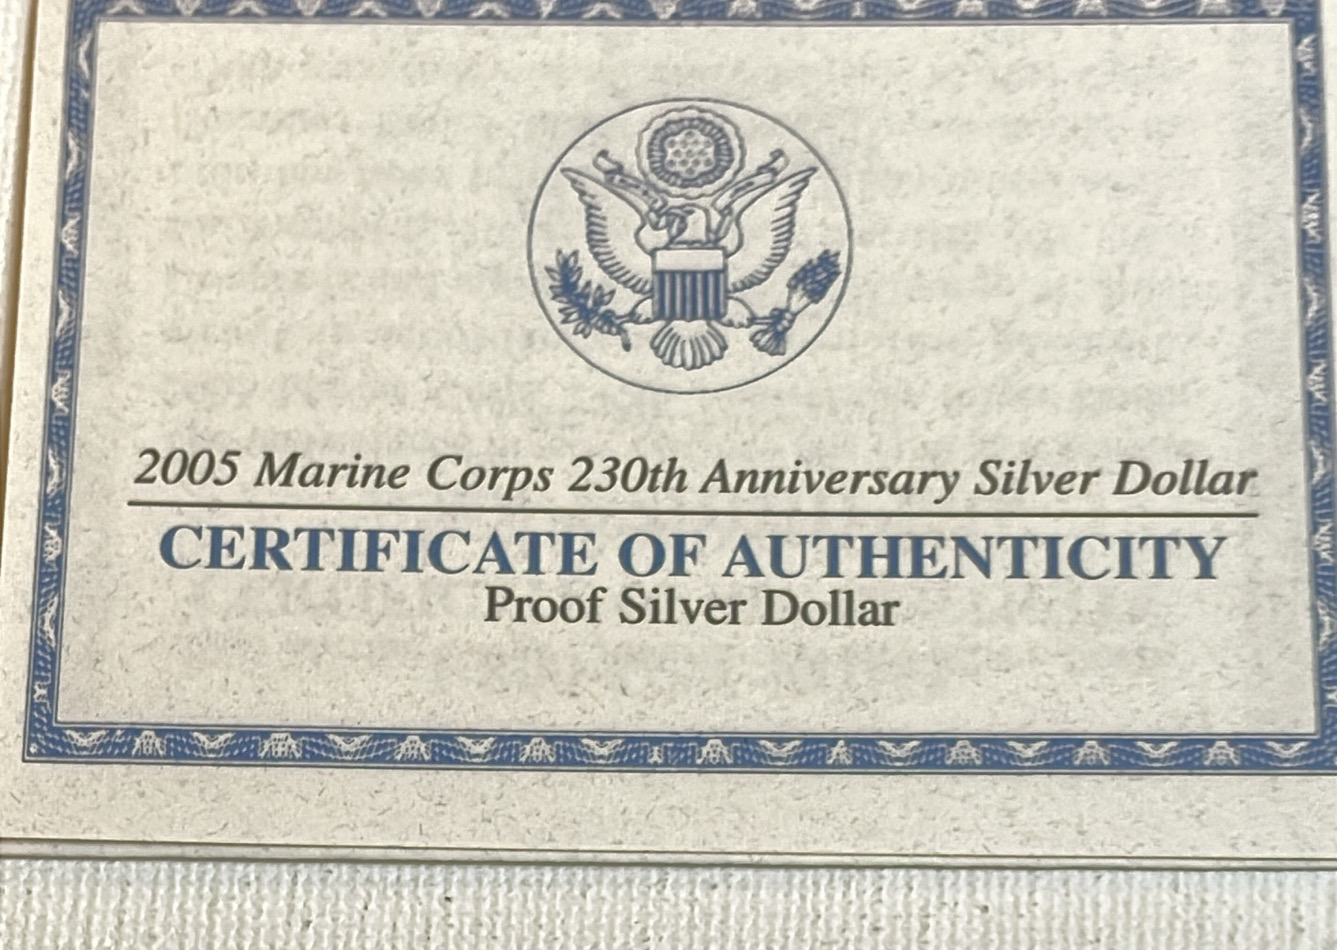 2005 Marine Corps 230th Anniversary Silver Dollar
CERTIFICATE OF AUTHENTICITY
Proof Silver Dollar